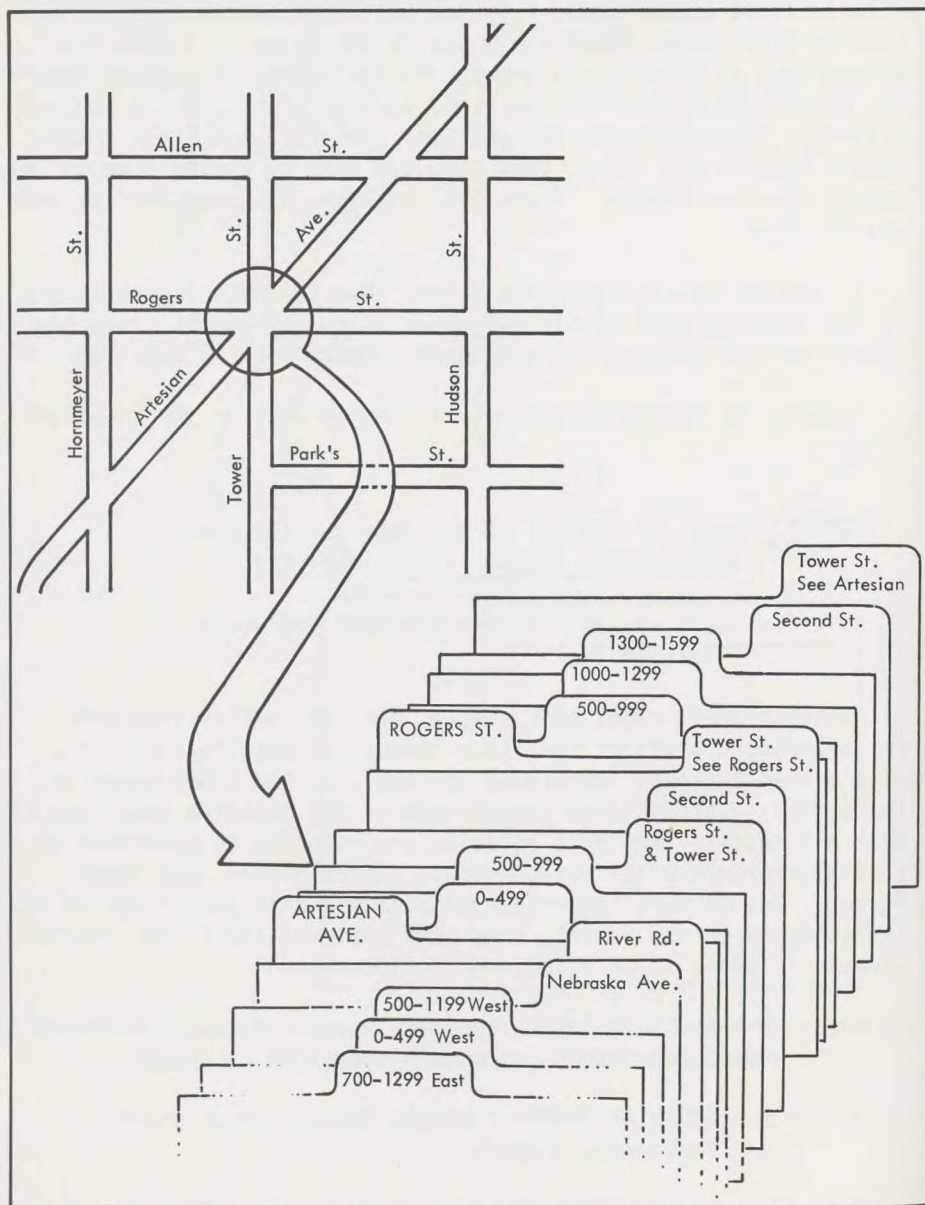 Allen St.
St.
St.
Ave.
St.
Rogers St.
Hornmeyer
Artesian
Tower
Hudson
Park's St.
Tower St.
See Artesian
Second St.
1300-1599
1000-1299
500-999
ROGERS ST.
Tower St.
See Rogers St.
Second St.
Rogers St.
& Tower St.
500-999
0-499
ARTESIAN
AVE.
River Rd.
Nebraska Ave.
500-1199 West
0-499 West
700-1299 East